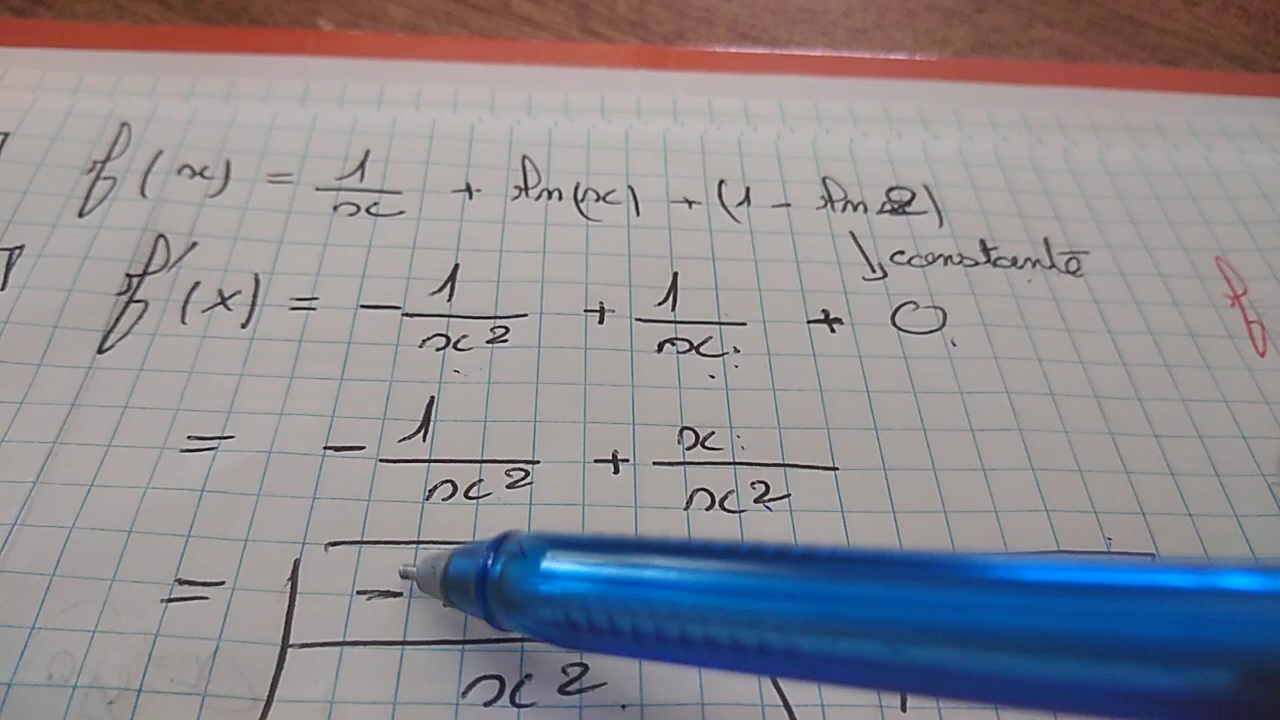 f(x) = 1/x + ln(x) + (1 - ln 2)
↳ constante
f'(x) = - 1/x² + 1/x + 0
= - 1/x² + x/x²
= - /x²
f